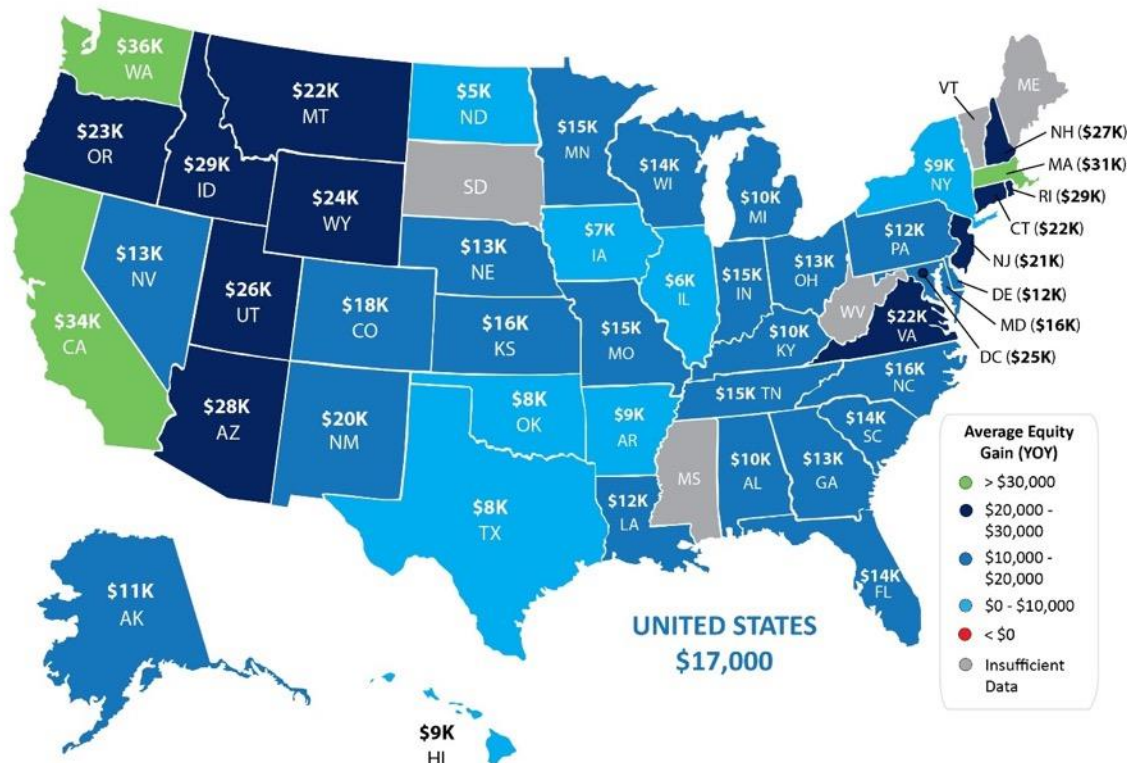 $36K
WA
$23K
OR
$29K
ID
$22K
MT
$24K
WY
$5K
ND
SD
$15K
MN
$14K
WI
$10K
MI
VT
ME
NH ($27K)
MA ($31K)
RI ($29K)
CT ($22K)
NJ ($21K)
DE ($12K)
MD ($16K)
DC ($25K)
$9K
NY
$12K
PA
$34K
CA
$13K
NV
$26K
UT
$18K
CO
$13K
NE
$16K
KS
$7K
IA
$6K
IL
$15K
IN
$13K
OH
WV
$22K
VA
$15K
MO
$10K
KY
$16K
NC
$15K TN
$14K
SC
$28K
AZ
$20K
NM
$8K
OK
$9K
AR
$8K
TX
$12K
LA
MS
$10K
AL
$13K
GA
$14K
FL
$11K
AK
$9K
HI
UNITED STATES
$17,000
Average Equity
Gain (YOY)
> $30,000
$20,000 -
$30,000
$10,000 -
$20,000
$0 - $10,000
< $0
Insufficient
Data